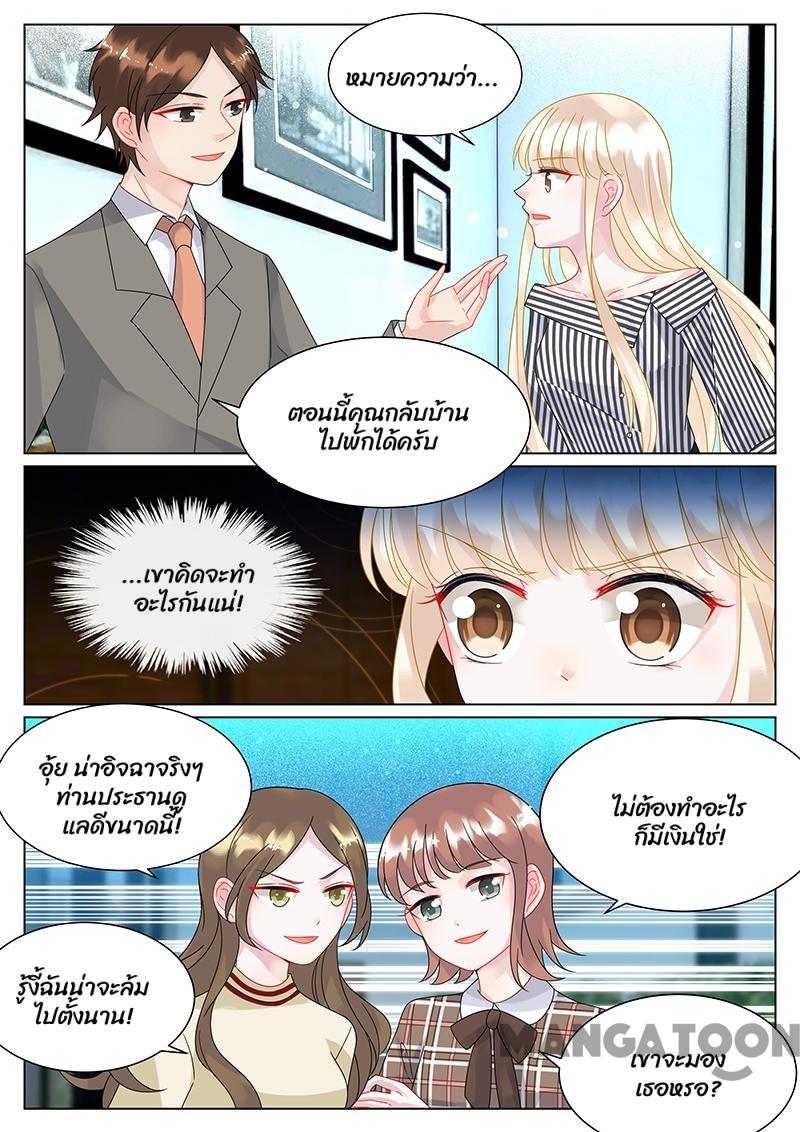 หมายความว่า...
ตอนนี้คุณกลับบ้าน
ไปพักได้ครับ
...เขาคิดจะทำ
อะไรกันแน่!
อุ้ย น่าอิจฉาจริงๆ
ท่านประธานดู
แลดีขนาดนี้!
ไม่ต้องทำอะไร
ก็มีเงินใช่!
รู้งี้ฉันน่าจะล้ม
ไปตั้งนาน!
เขาจะมอง
เธอหรอ?
MANGATOON